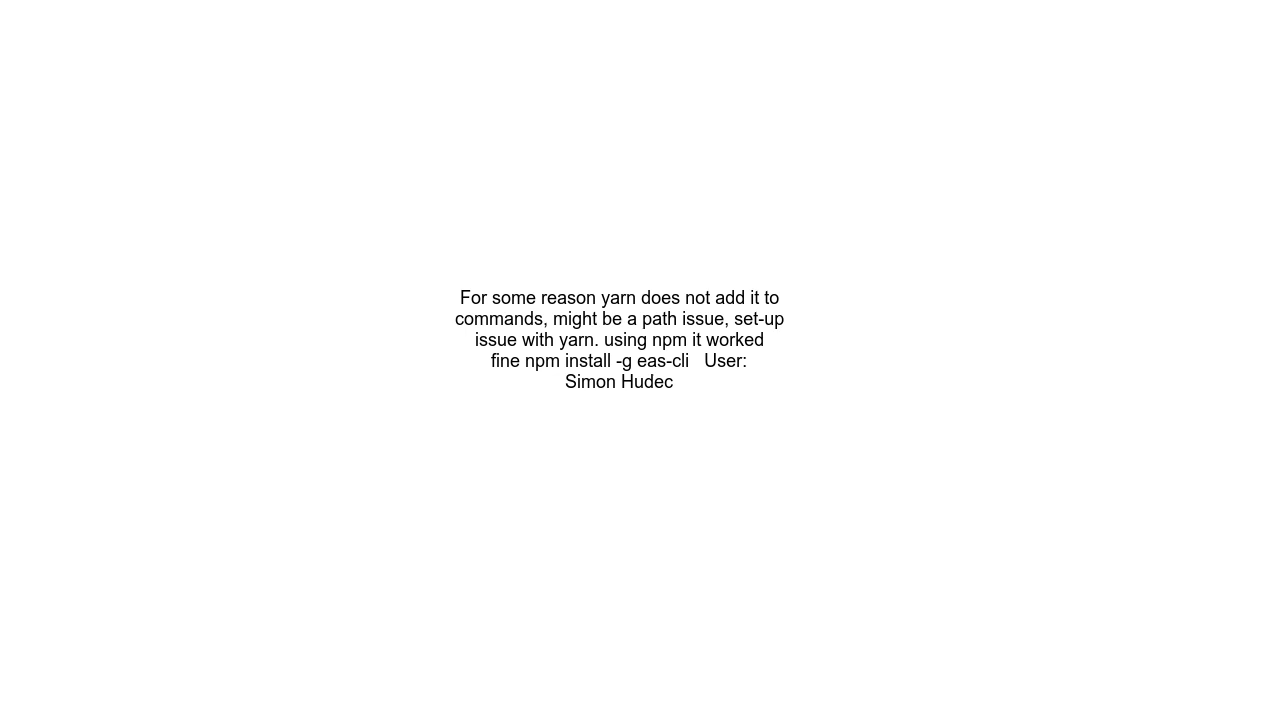 For some reason yarn does not add it to
commands, might be a path issue, set-up
issue with yarn. using npm it worked
fine npm install -g eas-cli   User:
Simon Hudec